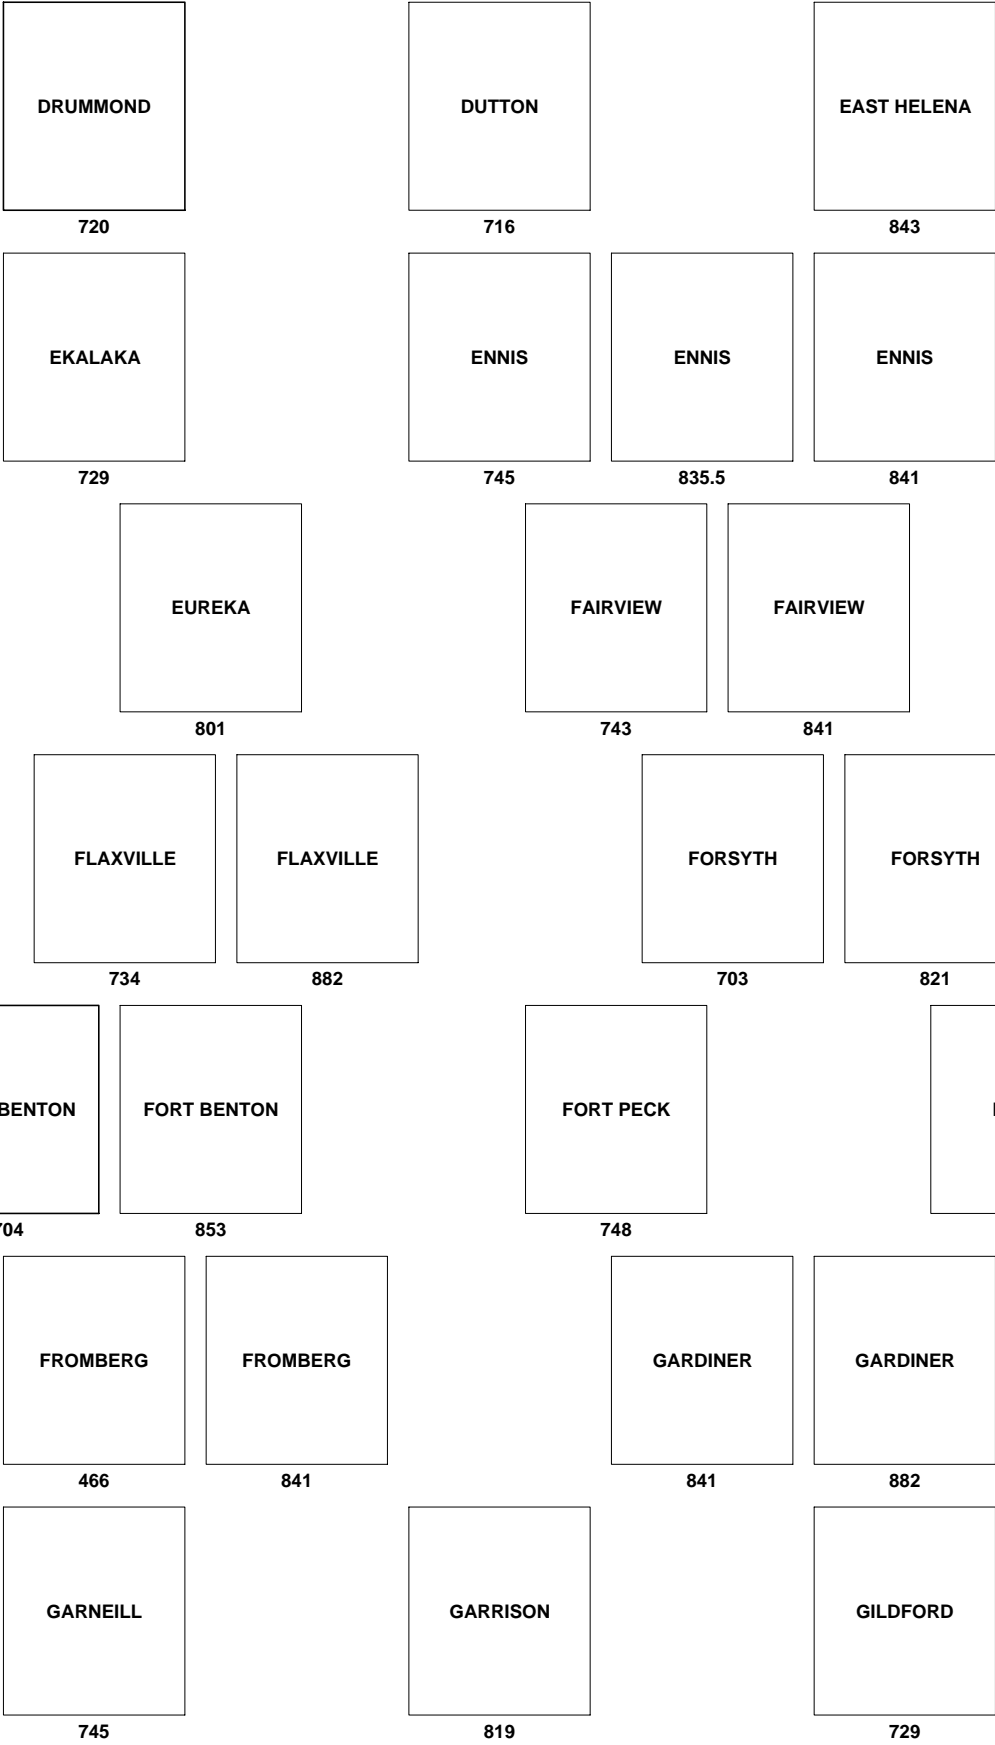 DRUMMOND DUTTON EAST HELENA
720 716 843
EKALAKA ENNIS ENNIS ENNIS
729 745 835.5 841
EUREKA FAIRVIEW FAIRVIEW
801 743 841
FLAXVILLE FLAXVILLE FORSYTH FORSYTH
734 882 703 821
BENTON FORT BENTON FORT PECK
704 853 748
FROMBERG FROMBERG GARDINER GARDINER
466 841 841 882
GARNEILL GARRISON GILDFORD
745 819 729